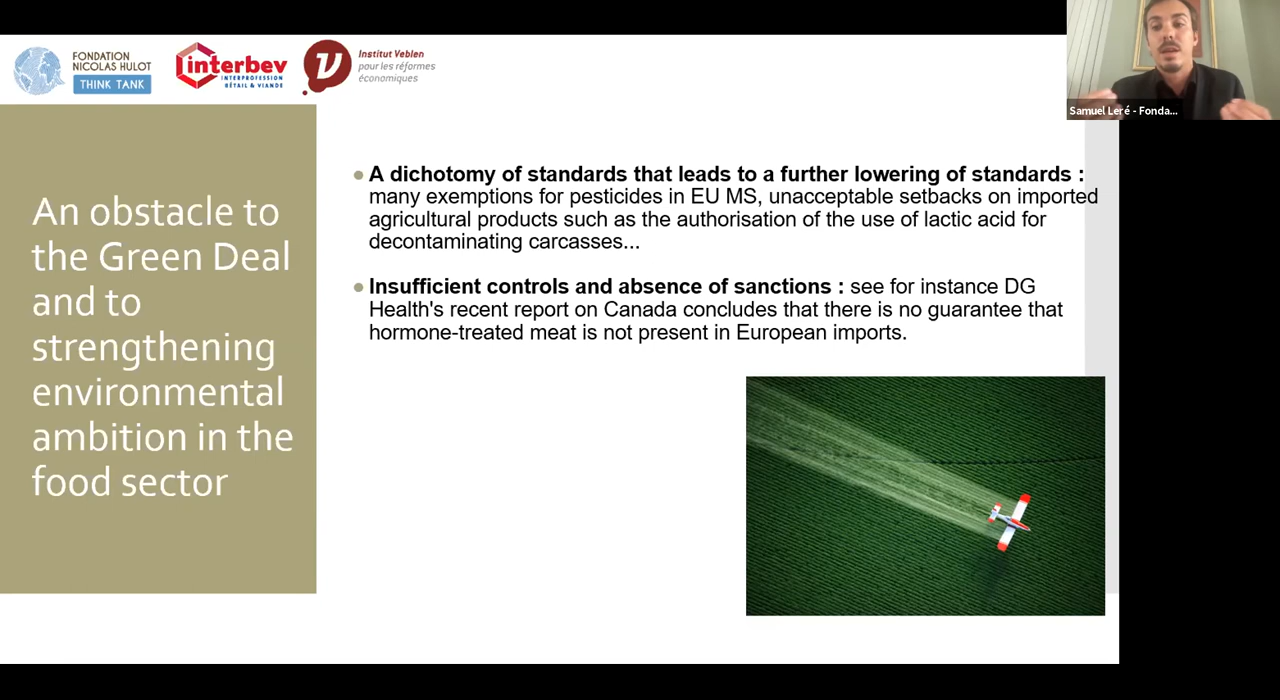 FONDATION
NICOLAS HULOT
THINK TANK
interbev
INTERPROFESSION
BÉTAIL & VIANDE
Institut Veblen
pour les réformes
économiques
Samuel Leré - Fonda...
An obstacle to
the Green Deal
and to
strengthening
environmental
ambition in the
food sector
A dichotomy of standards that leads to a further lowering of standards :
many exemptions for pesticides in EU MS, unacceptable setbacks on imported
agricultural products such as the authorisation of the use of lactic acid for
decontaminating carcasses...
Insufficient controls and absence of sanctions : see for instance DG
Health's recent report on Canada concludes that there is no guarantee that
hormone-treated meat is not present in European imports.